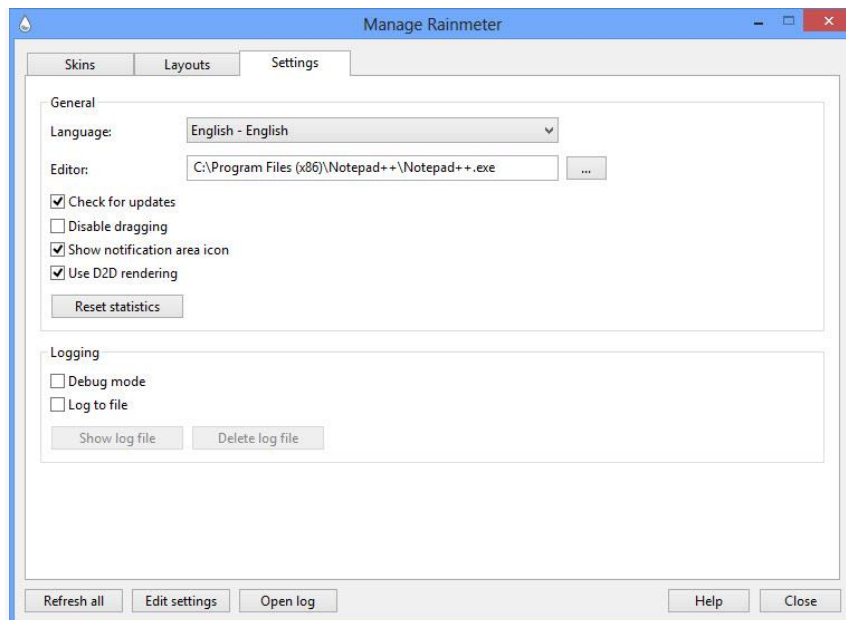 Manage Rainmeter
Skins Layouts Settings
General
Language: English - English
Editor: C:\Program Files (x86)\Notepad++\Notepad++.exe ...
Check for updates
Disable dragging
Show notification area icon
Use D2D rendering
Reset statistics
Logging
Debug mode
Log to file
Show log file Delete log file
Refresh all Edit settings Open log Help Close